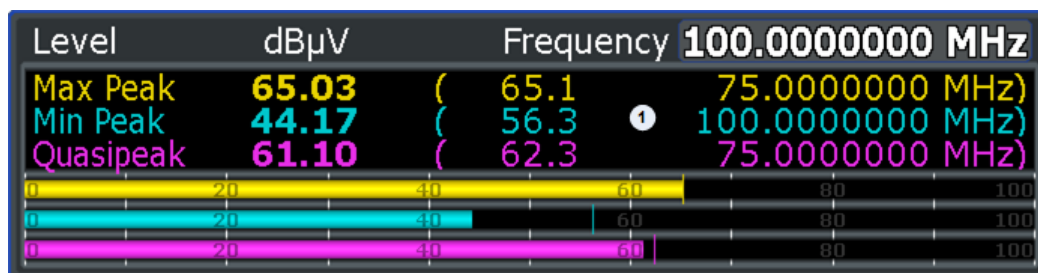 Level dBµV Frequency 100.0000000 MHz
Max Peak 65.03 ( 65.1 75.0000000 MHz)
Min Peak 44.17 ( 56.3 1 100.0000000 MHz)
Quasipeak 61.10 ( 62.3 75.0000000 MHz)
0 20 40 60 80 100
0 20 40 60 80 100
0 20 40 60 80 100